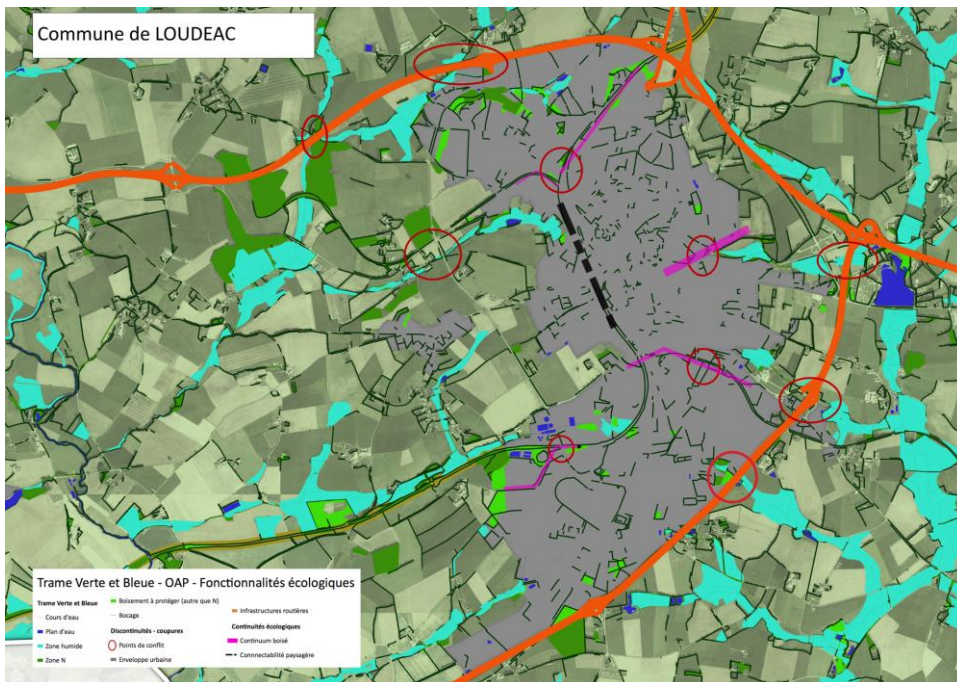 Commune de LOUDEAC
Trame Verte et Bleue - OAP - Fonctionnalités écologiques
Trame Verte et Bleue
Cours d'eau
Plan d'eau
Zone humide
Zone N
Boisement à protéger (autre que N)
Bocage
Discontinuités - coupures
Points de conflit
Enveloppe urbaine
Infrastructures routières
Continuités écologiques
Continuum boisé
Connnectabilité paysagère